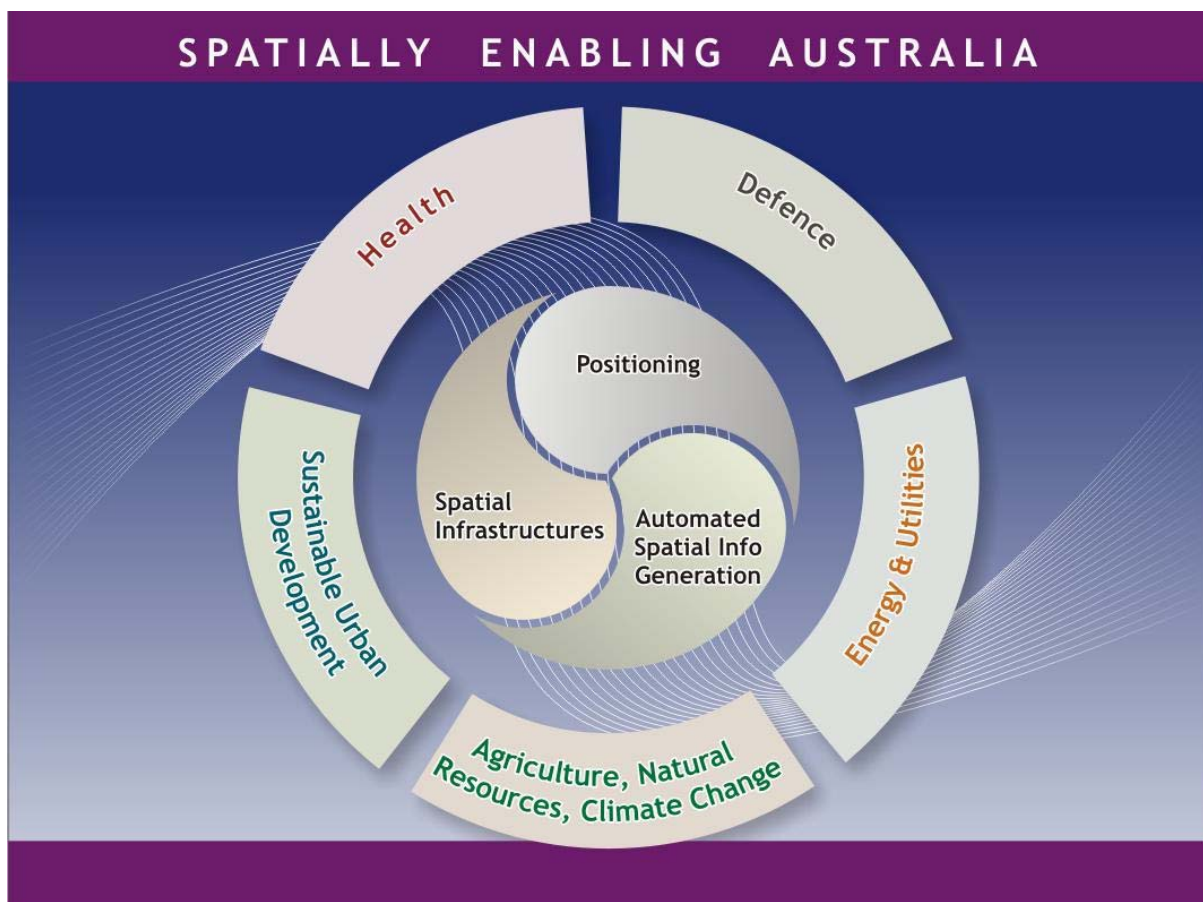 SPATIALLY ENABLING AUSTRALIA
Health
Defence
Positioning
Spatial
Infrastructures
Automated
Spatial Info
Generation
Sustainable Urban
Development
Energy & Utilities
Agriculture, Natural
Resources, Climate Change